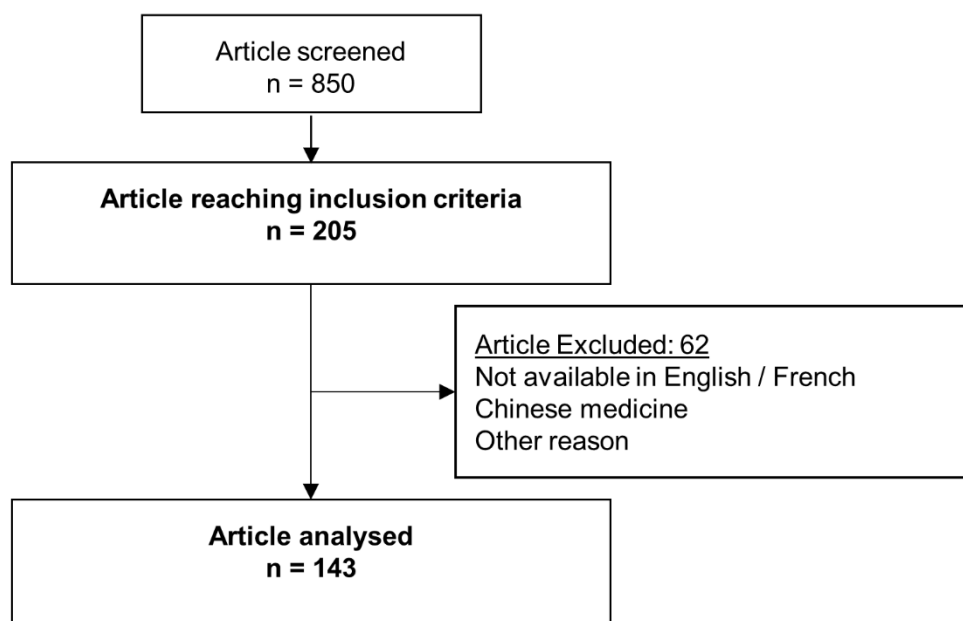 Article screened
n = 850
Article reaching inclusion criteria
n = 205
Article Excluded: 62
Not available in English / French
Chinese medicine
Other reason
Article analysed
n = 143